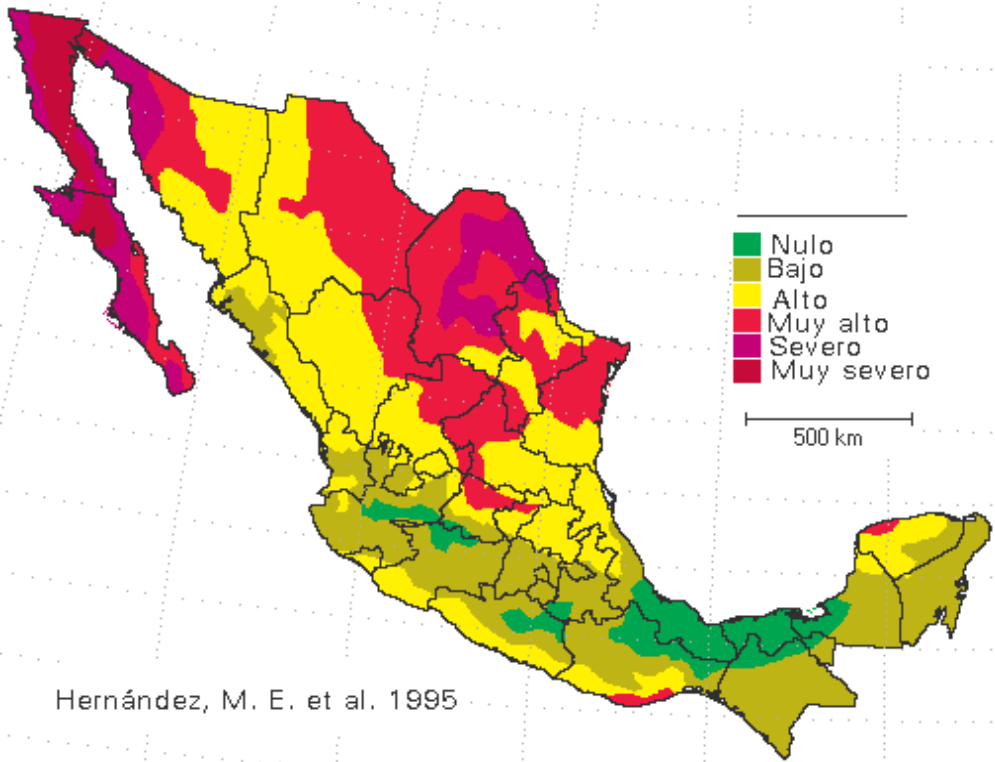 Nulo
Bajo
Alto
Muy alto
Severo
Muy severo
500 km
Hernández, M. E. et al. 1995